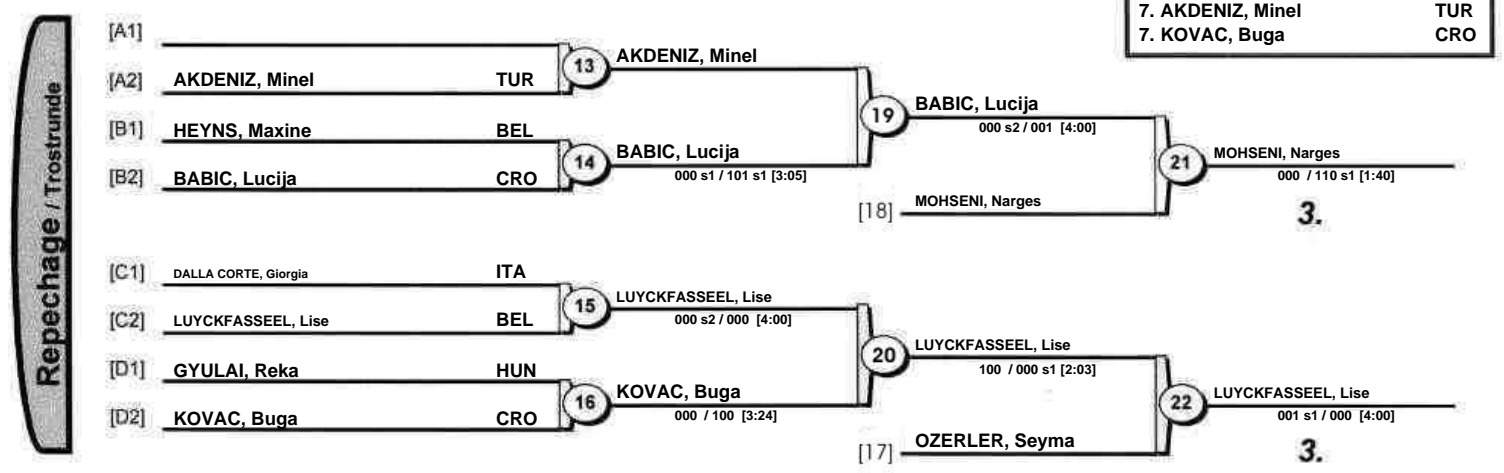 7. AKDENIZ, Minel TUR
7. KOVAC, Buga CRO
Repechage / Trostrunde
[A1]
[A2] AKDENIZ, Minel TUR
13 AKDENIZ, Minel
[B1] HEYNS, Maxine BEL
[B2] BABIC, Lucija CRO
14 BABIC, Lucija
000 s1 / 101 s1 [3:05]
19 BABIC, Lucija
000 s2 / 001 [4:00]
[18] MOHSENI, Narges
21 MOHSENI, Narges
000 / 110 s1 [1:40]
3.
[C1] DALLA CORTE, Giorgia ITA
[C2] LUYCKFASSEEL, Lise BEL
15 LUYCKFASSEEL, Lise
000 s2 / 000 [4:00]
[D1] GYULAI, Reka HUN
[D2] KOVAC, Buga CRO
16 KOVAC, Buga
000 / 100 [3:24]
20 LUYCKFASSEEL, Lise
100 / 000 s1 [2:03]
[17] OZERLER, Seyma
22 LUYCKFASSEEL, Lise
001 s1 / 000 [4:00]
3.